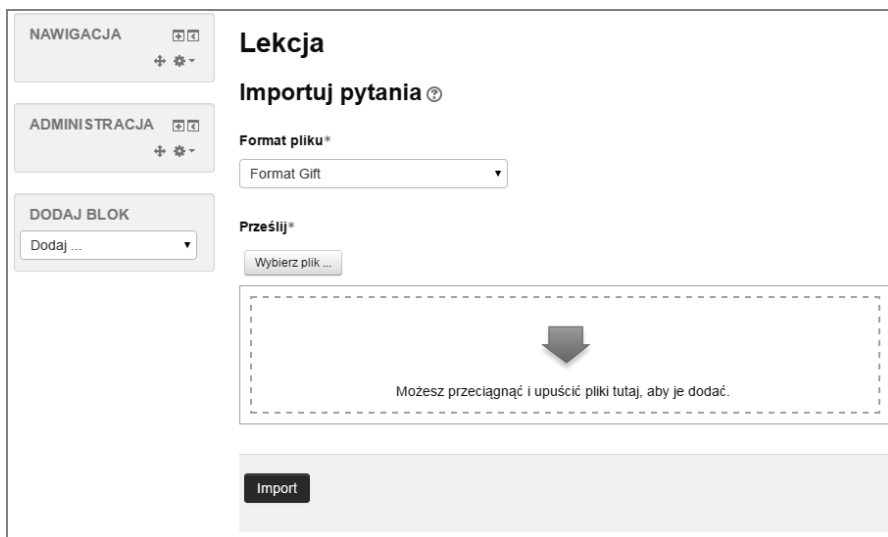 NAWIGACJA
ADMINISTRACJA
DODAJ BLOK
Dodaj ...
Lekcja
Importuj pytania
Format pliku*
Format Gift
Prześlij*
Wybierz plik ...
Możesz przeciągnąć i upuścić pliki tutaj, aby je dodać.
Import